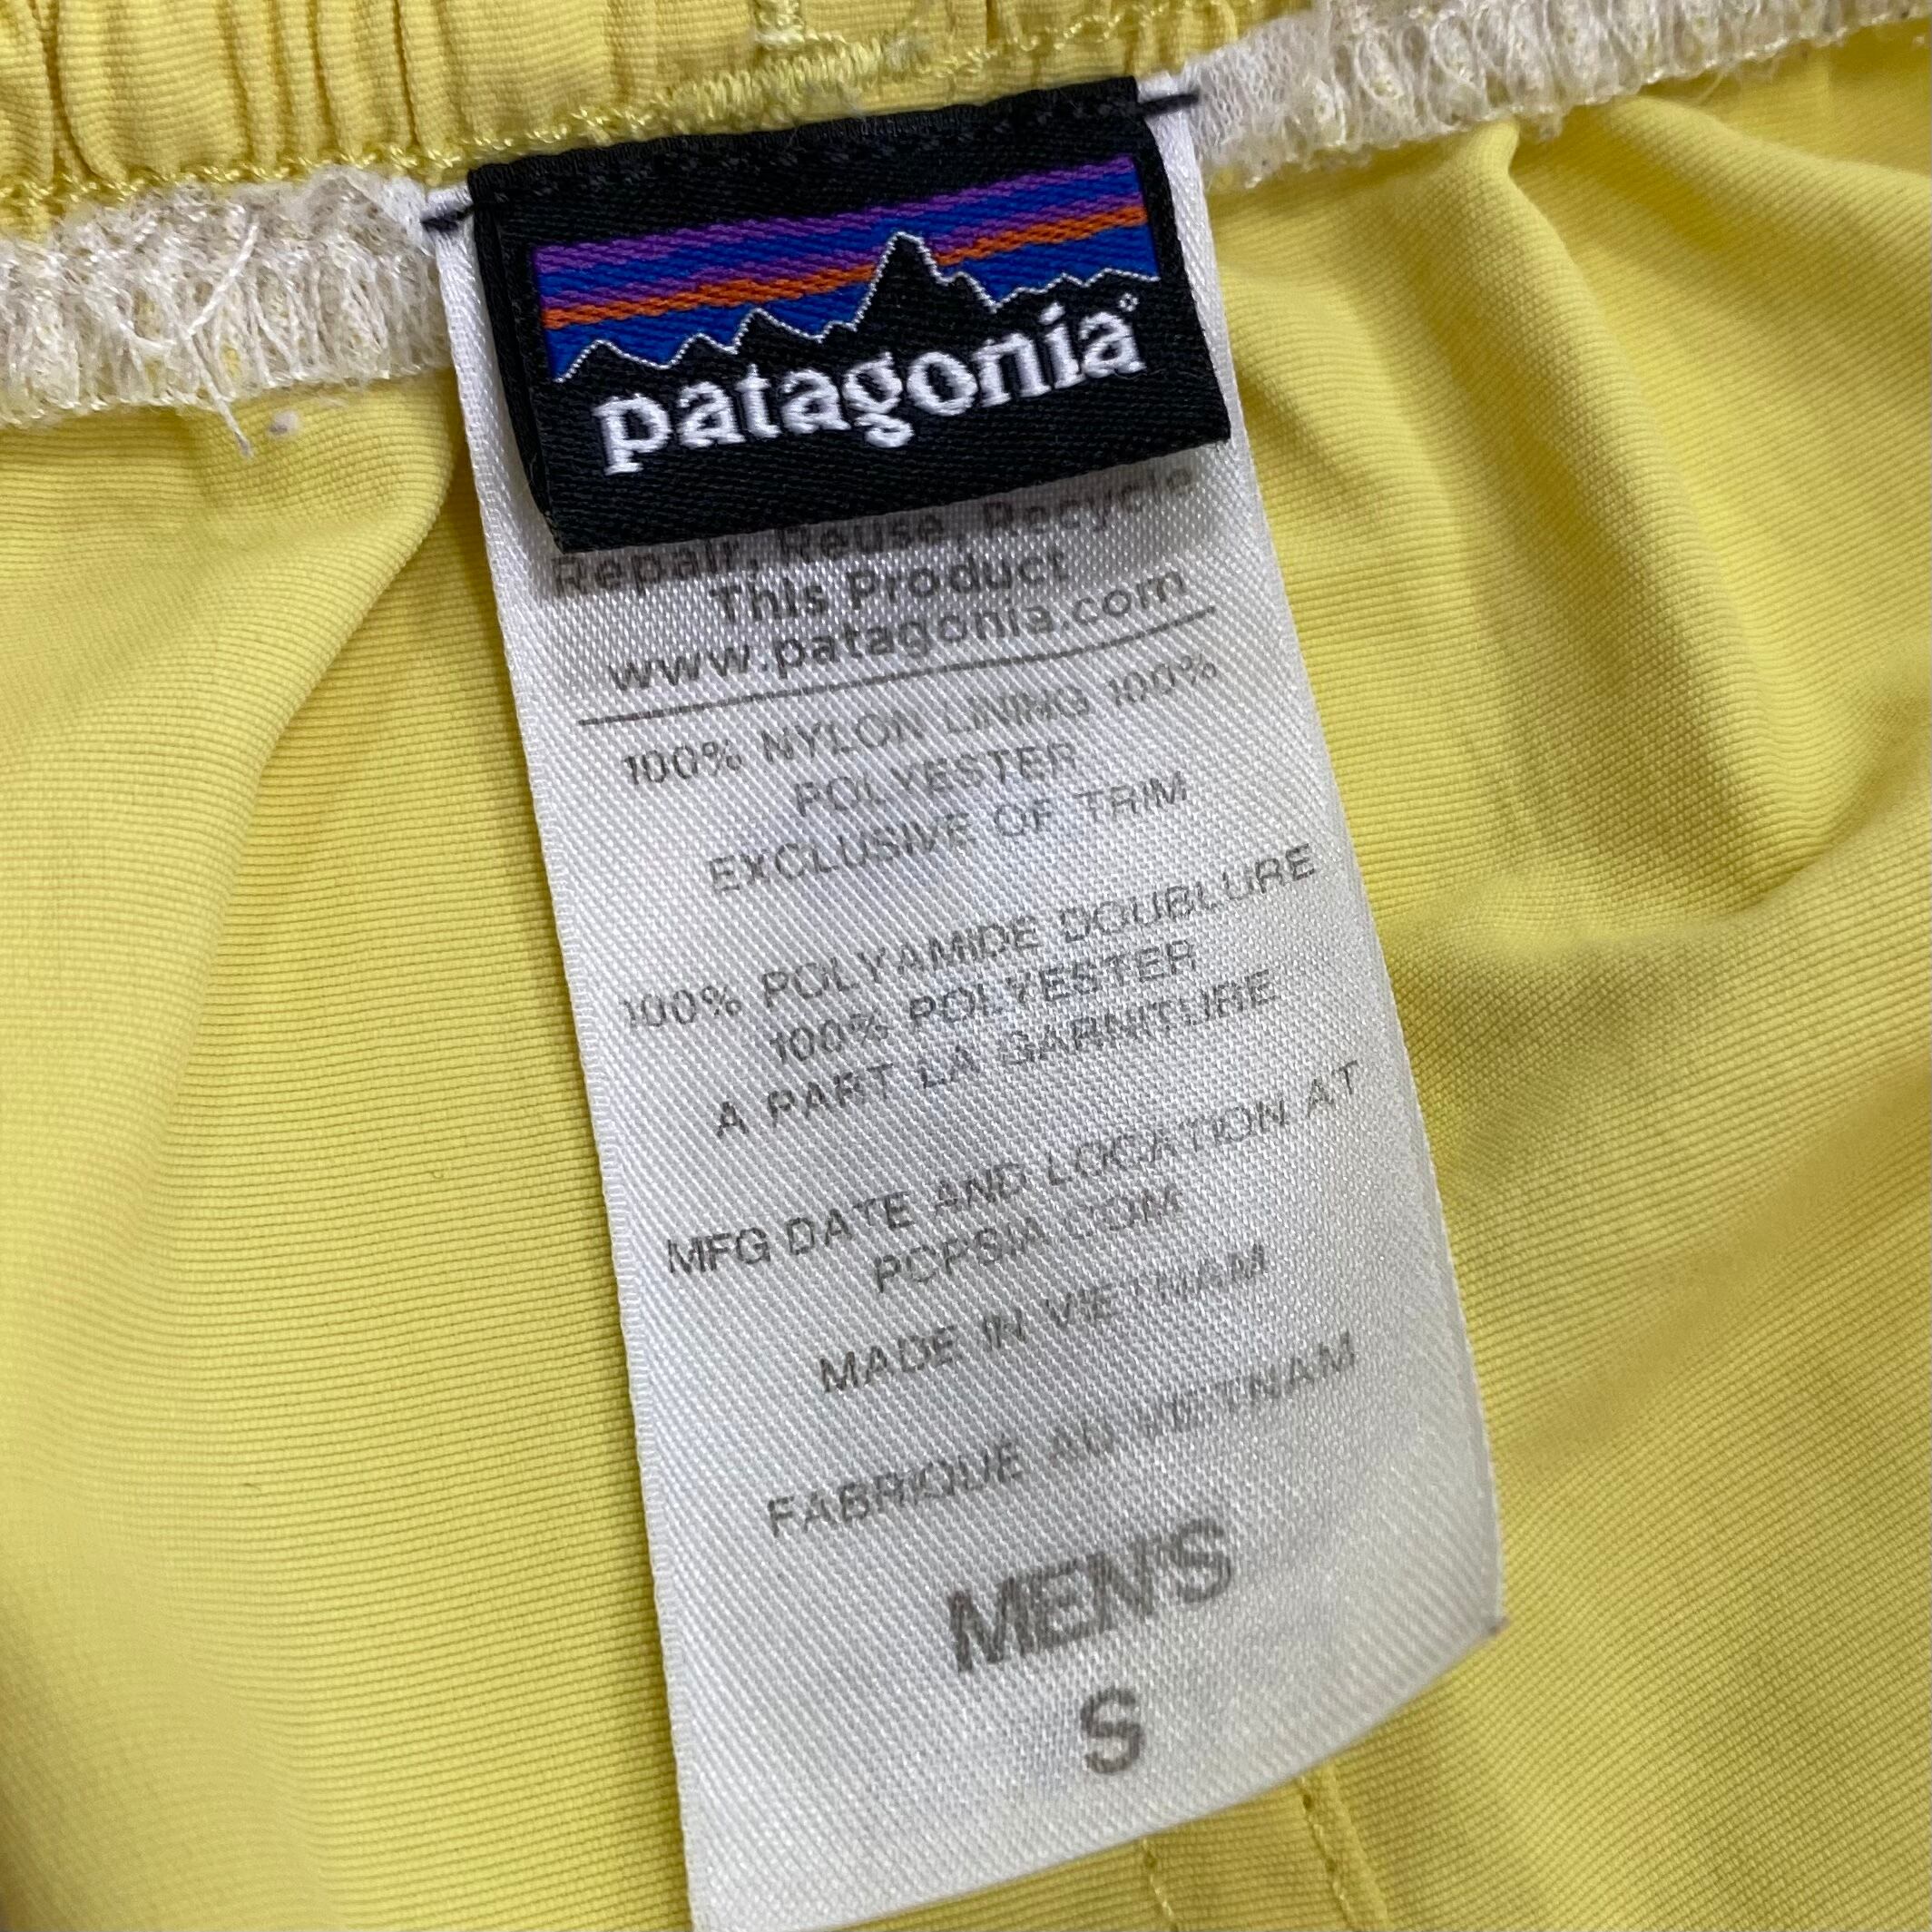 patagonia®
Repair, Reuse, Recycle
This Product
www.patagonia.com
100% NYLON LINING 100%
POLYESTER
EXCLUSIVE OF TRIM
100% POLYAMIDE DOUBLURE
100% POLYESTER
A PART LA GARNITURE
MFG DATE AND LOCATION AT
PCPSIA COM
MADE IN VIETNAM
FABRIQUE AU VIETNAM
MEN'S
S